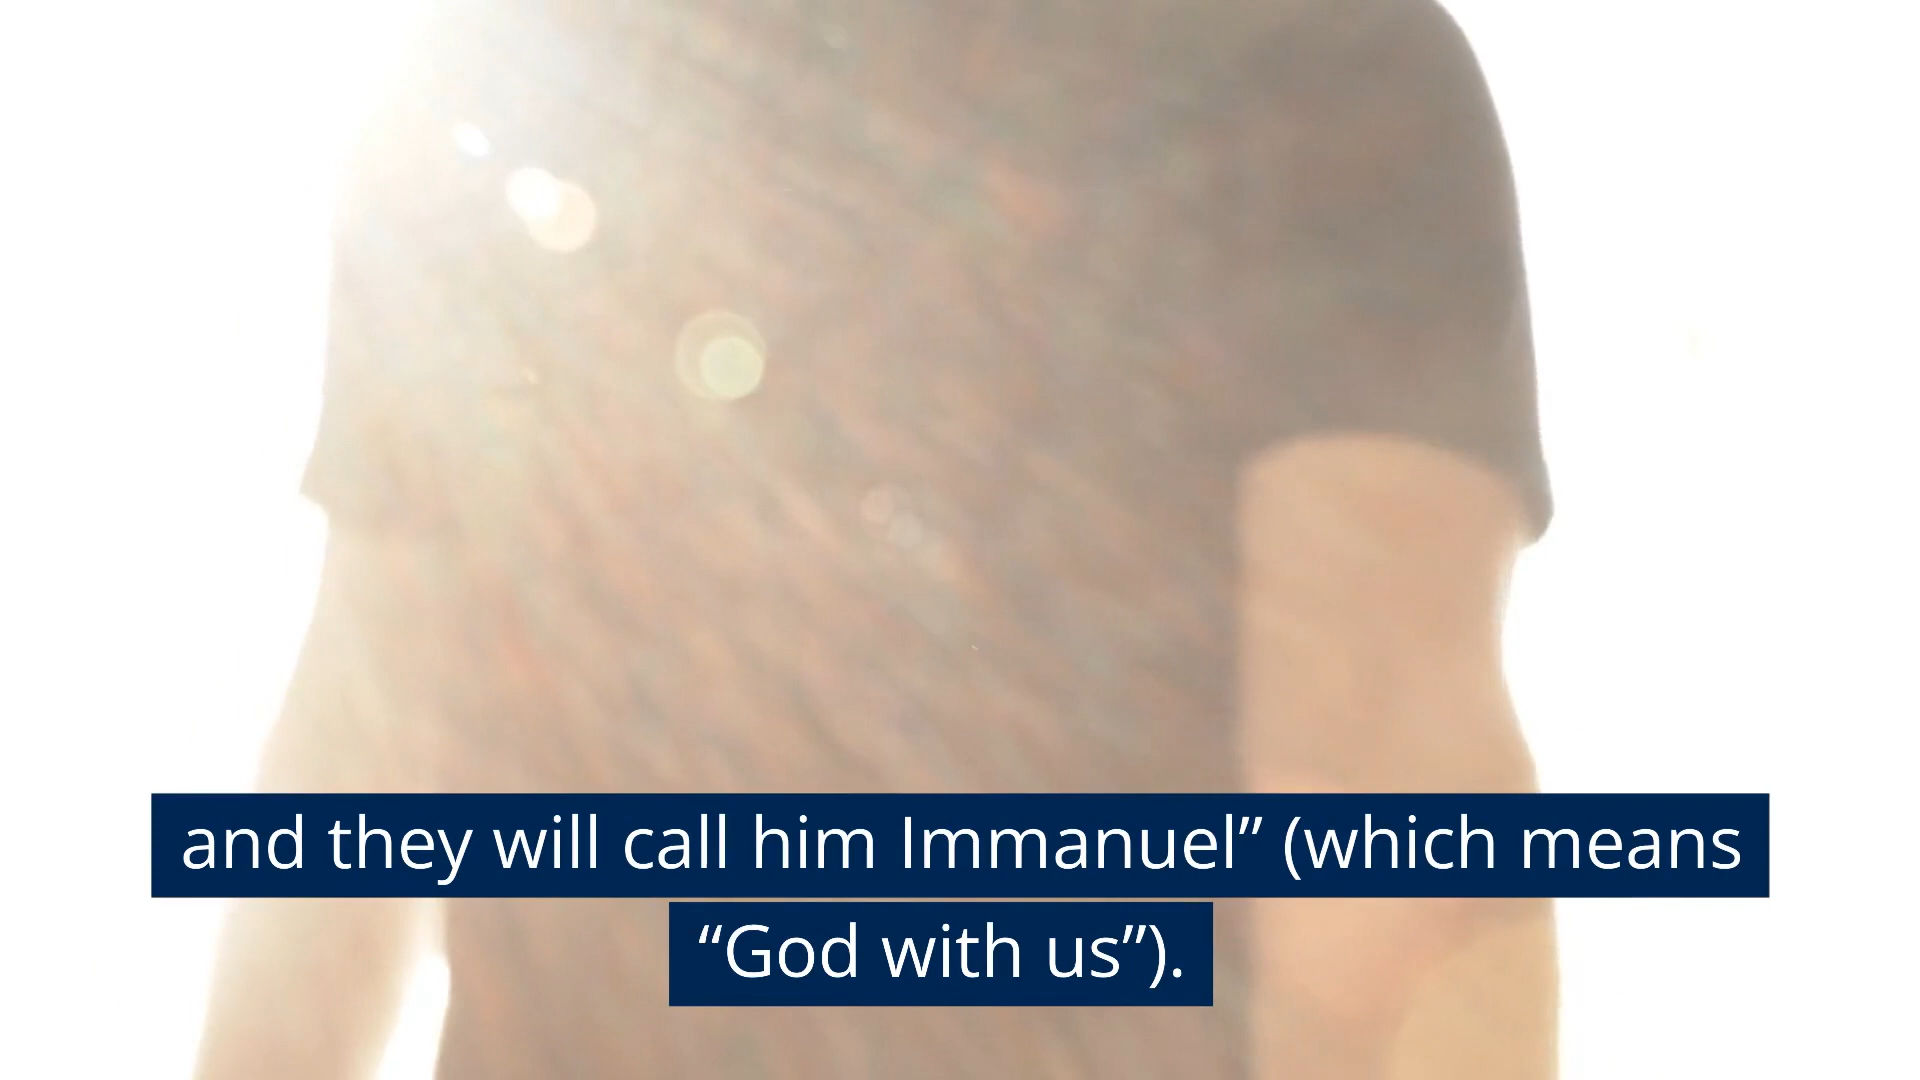 and they will call him Immanuel” (which means
“God with us”).